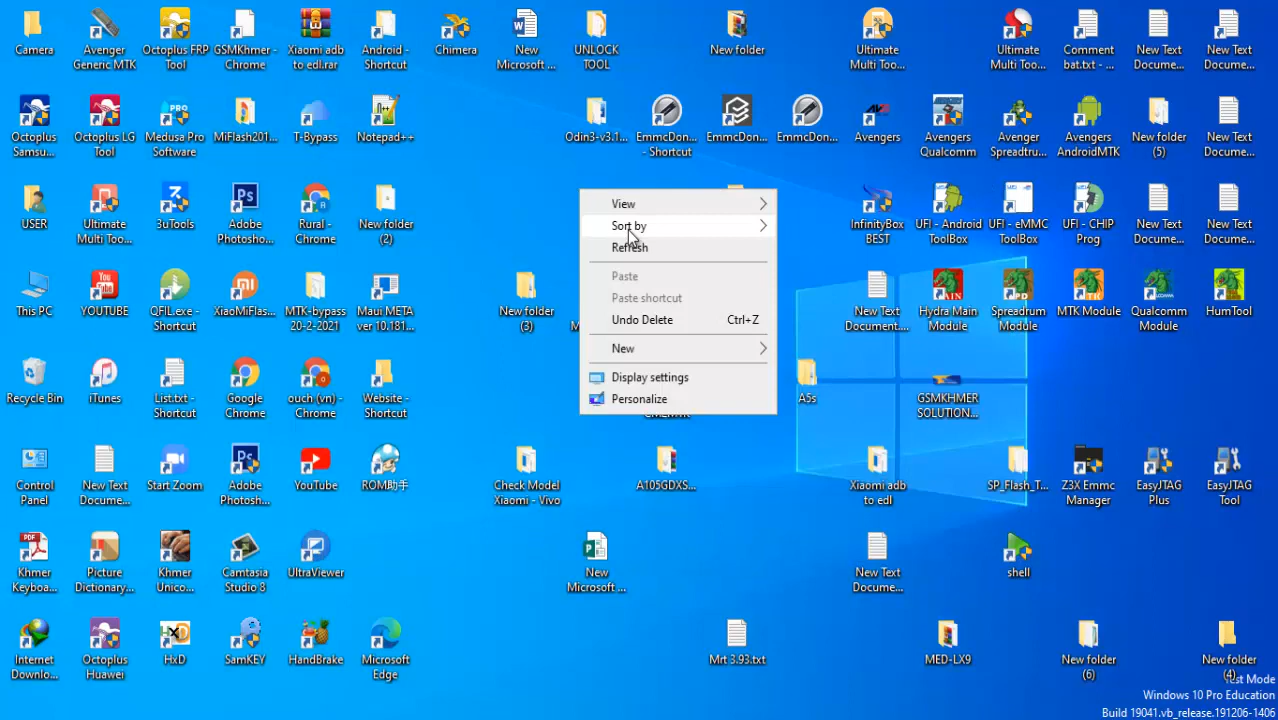 Camera
Avenger
Generic MTK
Octoplus FRP
Tool
GSMKhmer -
Chrome
Xiaomi adb
to edl.rar
Android -
Shortcut
Chimera
New
Microsoft ...
UNLOCK
TOOL
New folder
Ultimate
Multi Too...
Ultimate
Multi Too...
Comment
bat.txt - ...
New Text
Docume...
New Text
Docume...
Octoplus
Samsu...
Octoplus LG
Tool
Medusa Pro
Software
MiFlash201...
T-Bypass
Notepad++
Odin3-v3.1...
EmmcDon...
- Shortcut
EmmcDon...
EmmcDon...
Avengers
Avengers
Qualcomm
Avenger
Spreadtru...
Avengers
AndroidMTK
New folder
(5)
New Text
Docume...
USER
Ultimate
Multi Too...
3uTools
Adobe
Photosho...
Rural -
Chrome
New folder
(2)
View
Sort by
Refresh
Paste
Paste shortcut
Undo Delete Ctrl+Z
New
Display settings
Personalize
InfinityBox
BEST
UFI - Android
ToolBox
UFI - eMMC
ToolBox
UFI - CHIP
Prog
New Text
Docume...
New Text
Docume...
This PC
YOUTUBE
QFIL.exe -
Shortcut
XiaoMiFlas...
MTK-bypass
20-2-2021
Maui META
ver 10.181...
New folder
(3)
New Text
Document....
Hydra Main
Module
Spreadrum
Module
MTK Module
Qualcomm
Module
HumTool
Recycle Bin
iTunes
List.txt -
Shortcut
Google
Chrome
ouch (vn) -
Chrome
Website -
Shortcut
A5s
GSMKHMER
SOLUTION...
Control
Panel
New Text
Docume...
Start Zoom
Adobe
Photosh...
YouTube
ROM助手
Check Model
Xiaomi - Vivo
A105GDXS...
Xiaomi adb
to edl
SP_Flash_T...
Z3X Emmc
Manager
EasyJTAG
Plus
EasyJTAG
Tool
Khmer
Keyboa...
Picture
Dictionary...
Khmer
Unico...
Camtasia
Studio 8
UltraViewer
New
Microsoft ...
New Text
Docume...
shell
Internet
Downlo...
Octoplus
Huawei
HxD
SamKEY
HandBrake
Microsoft
Edge
Mrt 3.93.txt
MED-LX9
New folder
(6)
New folder
(4)
Test Mode
Windows 10 Pro Education
Build 19041.vb_release.191206-1406